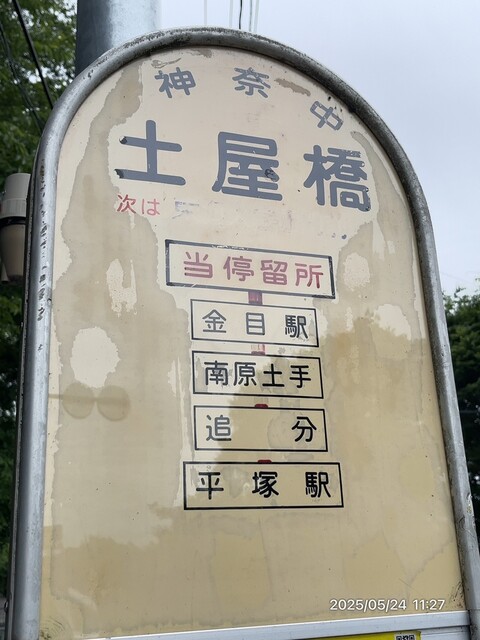 神奈中
土屋橋
次は
当停留所
金目駅
南原土手
追分
平塚駅
2025/05/24 11:27